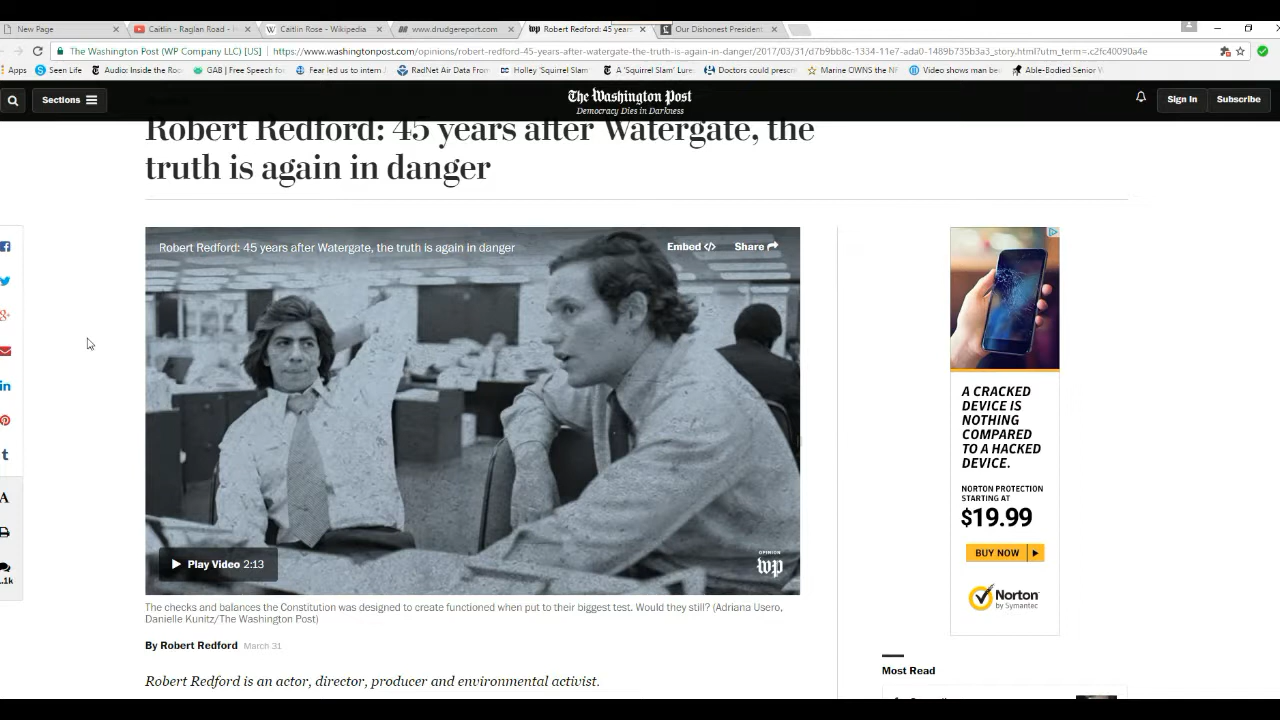 New Page
Caitlin - Raglan Road - H
Caitlin Rose - Wikipedia
www.drudgereport.com
Robert Redford: 45 years
Our Dishonest President
The Washington Post (WP Company LLC) [US]
https://www.washingtonpost.com/opinions/robert-redford-45-years-after-watergate-the-truth-is-again-in-danger/2017/03/31/d7b9bb8c-1334-11e7-ada0-1489b735b3a3_story.html?utm_term=.c2fc40090a4e
Apps
Seen Life
Audio: Inside the Roo
GAB | Free Speech fo
Fear led us to intern J
RadNet Air Data From
Holley 'Squirrel Slam'
A 'Squirrel Slam' Lure
Doctors could prescr
Marine OWNS the NF
Video shows man be
Able-Bodied Senior
Sections
The Washington Post
Democracy Dies in Darkness
Sign In
Subscribe
Robert Redford: 45 years after Watergate, the
truth is again in danger
Robert Redford: 45 years after Watergate, the truth is again in danger
Embed
Share
Play Video 2:13
OPINION
wp
The checks and balances the Constitution was designed to create functioned when put to their biggest test. Would they still? (Adriana Usero,
Danielle Kunitz/The Washington Post)
By Robert Redford March 31
Robert Redford is an actor, director, producer and environmental activist.
A CRACKED
DEVICE IS
NOTHING
COMPARED
TO A HACKED
DEVICE.
NORTON PROTECTION
STARTING AT
$19.99
BUY NOW
Norton
by Symantec
Most Read